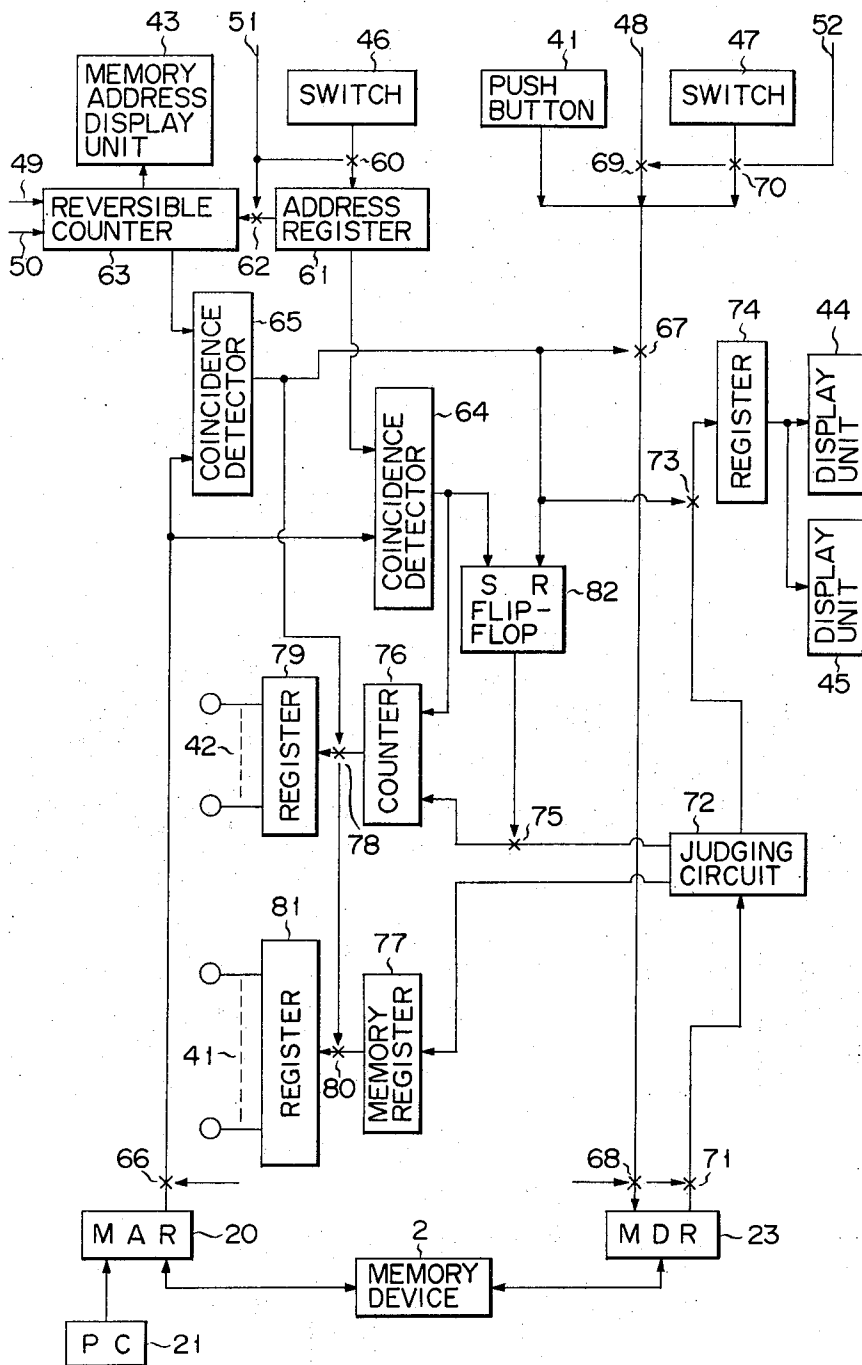 43
51
46
41
48
47
52
MEMORY
ADDRESS
DISPLAY
UNIT
SWITCH
PUSH
BUTTON
SWITCH
60
69
70
49
50
REVERSIBLE
COUNTER
63
62
ADDRESS
REGISTER
61
65
COINCIDENCE
DETECTOR
67
74
REGISTER
44
DISPLAY
UNIT
64
COINCIDENCE
DETECTOR
73
S R
FLIP-
FLOP
82
DISPLAY
UNIT
45
79
REGISTER
42
76
COUNTER
78
75
72
JUDGING
CIRCUIT
81
REGISTER
41
77
MEMORY
REGISTER
80
66
68
71
MAR
20
2
MEMORY
DEVICE
MDR
23
PC
21